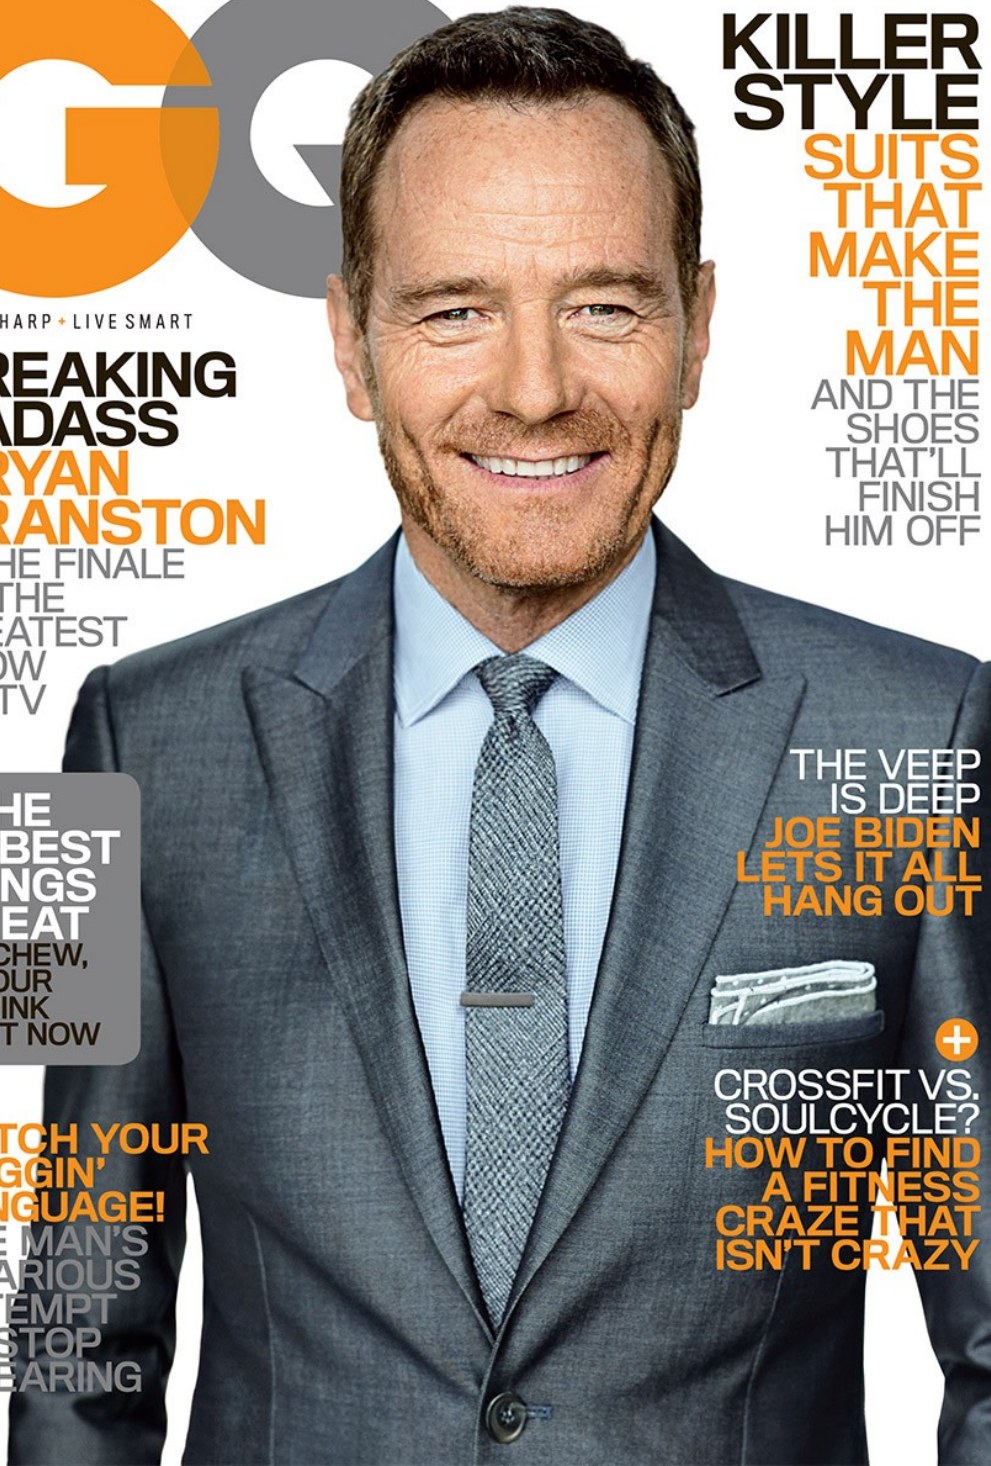 GQ
HARP + LIVE SMART
REAKING
ADASS
RYAN
RANSTON
HE FINALE
THE
EATEST
OW
TV
HE
BEST
NGS
EAT
CHEW,
OUR
INK
T NOW
TCH YOUR
GGIN'
NGUAGE!
E MAN'S
ARIOUS
TEMPT
STOP
EARING
KILLER
STYLE
SUITS
THAT
MAKE
THE
MAN
AND THE
SHOES
THAT'LL
FINISH
HIM OFF
THE VEEP
IS DEEP
JOE BIDEN
LETS IT ALL
HANG OUT
+
CROSSFIT VS.
SOULCYCLE?
HOW TO FIND
A FITNESS
CRAZE THAT
ISN'T CRAZY